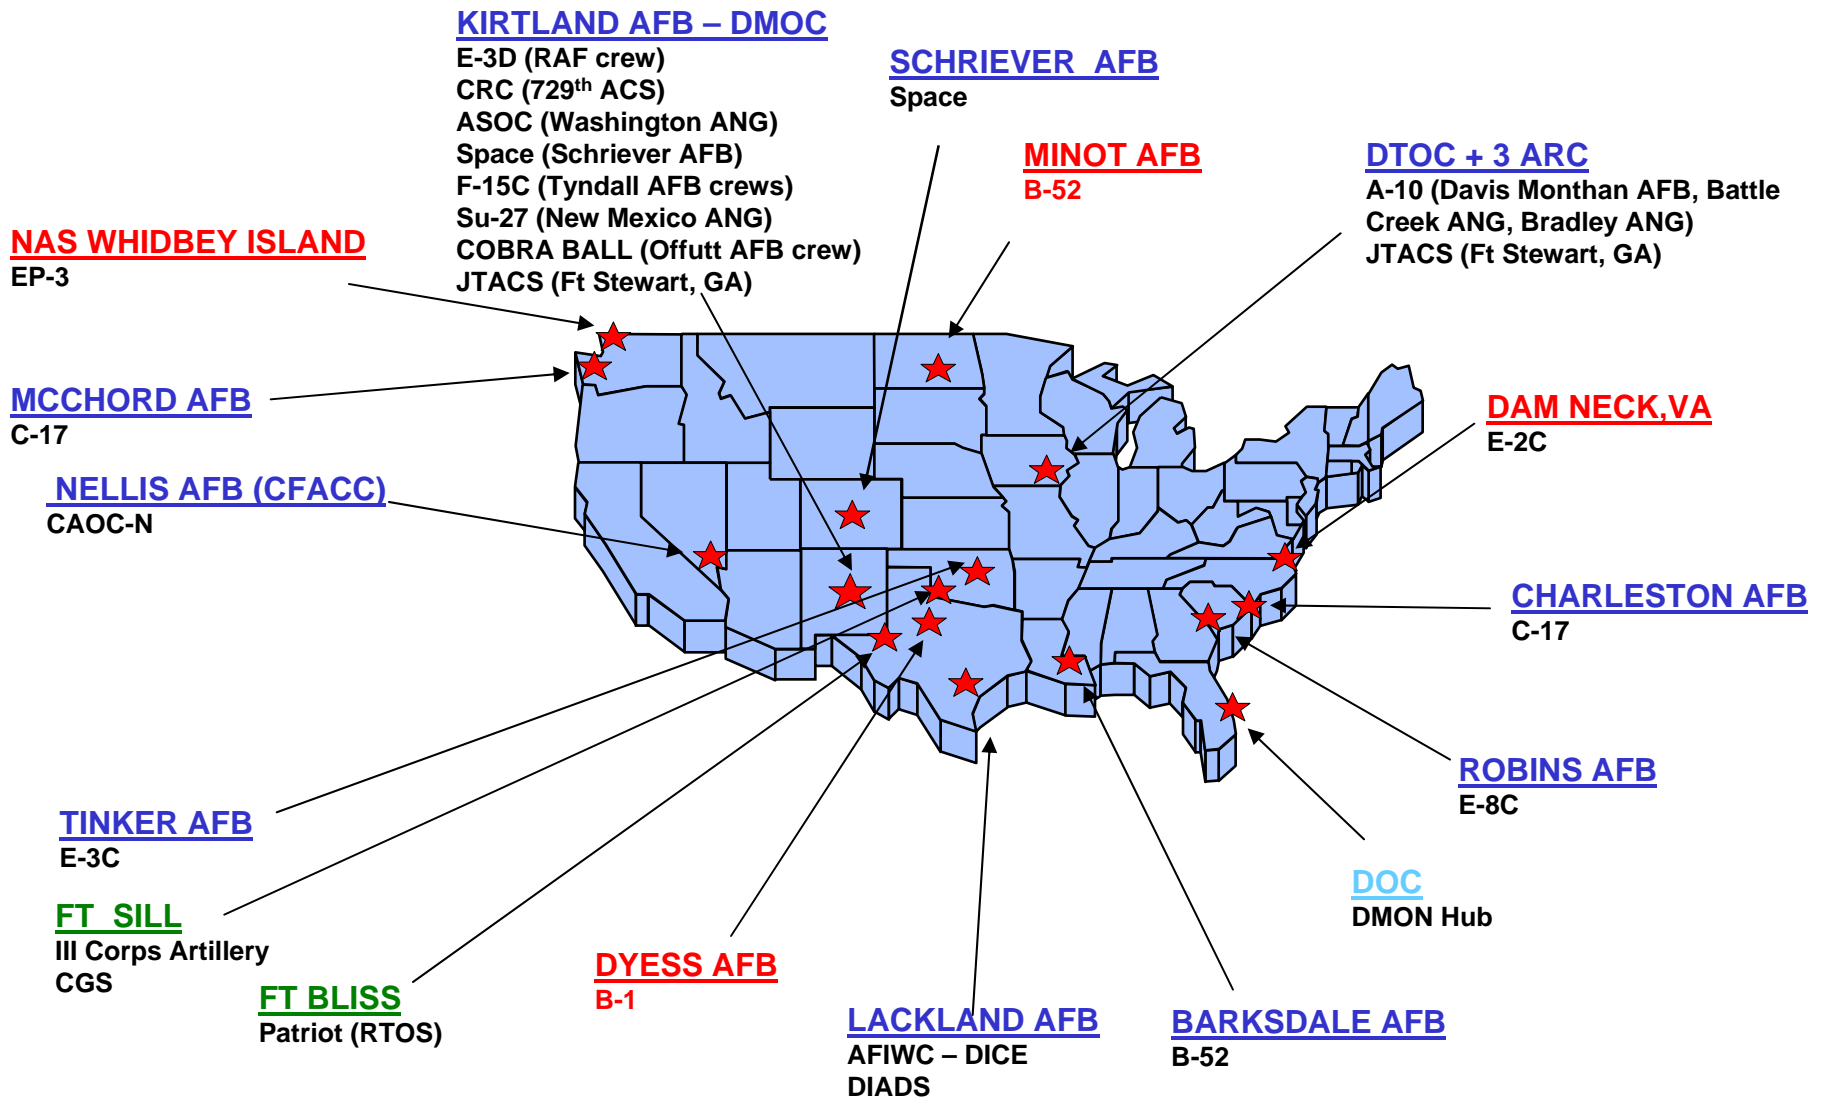 KIRTLAND AFB – DMOC
E-3D (RAF crew)
CRC (729th ACS)
ASOC (Washington ANG)
Space (Schriever AFB)
F-15C (Tyndall AFB crews)
Su-27 (New Mexico ANG)
COBRA BALL (Offutt AFB crew)
JTACS (Ft Stewart, GA)
SCHRIEVER  AFB
Space
MINOT AFB
B-52
DTOC + 3 ARC
A-10 (Davis Monthan AFB, Battle
Creek ANG, Bradley ANG)
JTACS (Ft Stewart, GA)
NAS WHIDBEY ISLAND
EP-3
MCCHORD AFB
C-17
DAM NECK,VA
E-2C
NELLIS AFB (CFACC)
CAOC-N
CHARLESTON AFB
C-17
ROBINS AFB
E-8C
TINKER AFB
E-3C
DOC
DMON Hub
FT  SILL
III Corps Artillery
CGS
DYESS AFB
B-1
FT BLISS
Patriot (RTOS)
LACKLAND AFB
AFIWC – DICE
DIADS
BARKSDALE AFB
B-52